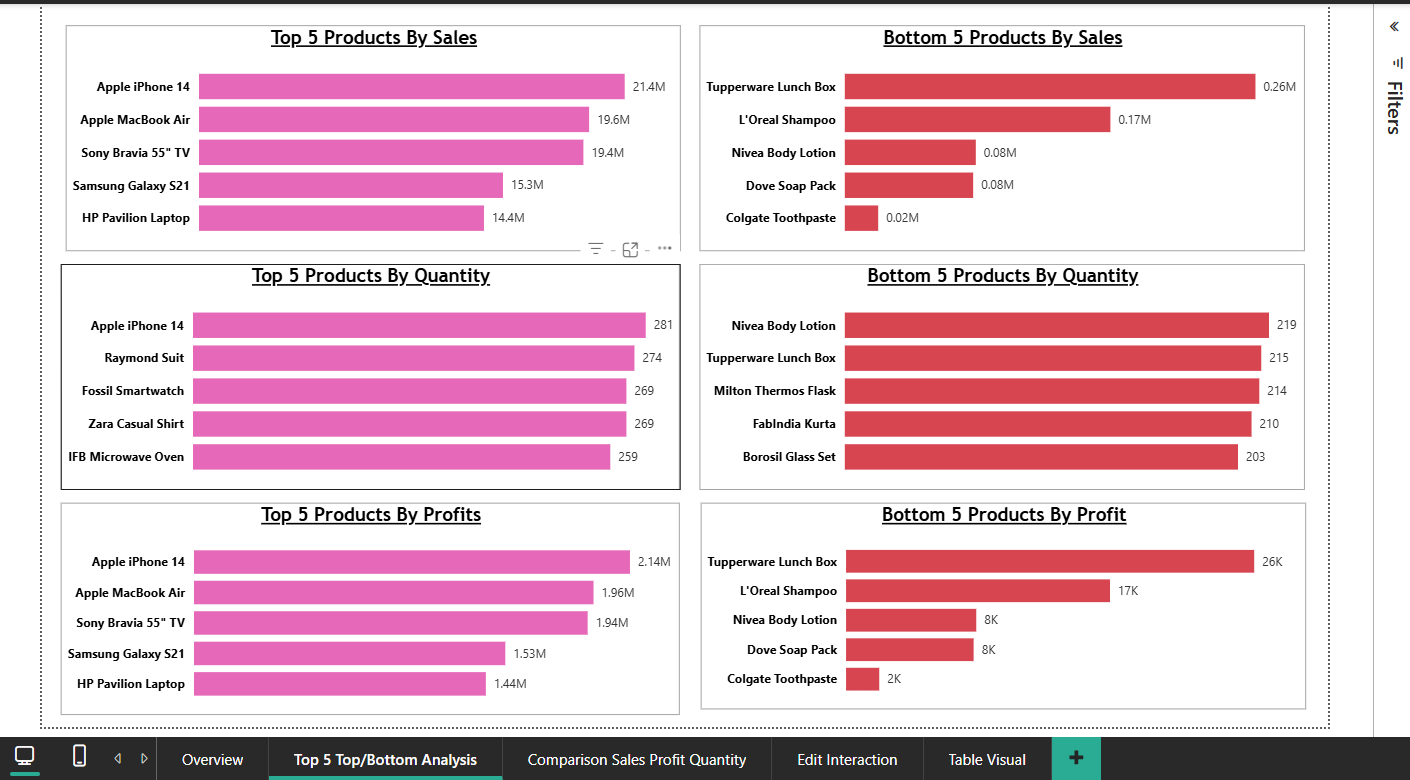 Top 5 Products By Sales
Apple iPhone 14 21.4M
Apple MacBook Air 19.6M
Sony Bravia 55" TV 19.4M
Samsung Galaxy S21 15.3M
HP Pavilion Laptop 14.4M
Bottom 5 Products By Sales
Tupperware Lunch Box 0.26M
L'Oreal Shampoo 0.17M
Nivea Body Lotion 0.08M
Dove Soap Pack 0.08M
Colgate Toothpaste 0.02M
Top 5 Products By Quantity
Apple iPhone 14 281
Raymond Suit 274
Fossil Smartwatch 269
Zara Casual Shirt 269
IFB Microwave Oven 259
Bottom 5 Products By Quantity
Nivea Body Lotion 219
Tupperware Lunch Box 215
Milton Thermos Flask 214
FabIndia Kurta 210
Borosil Glass Set 203
Top 5 Products By Profits
Apple iPhone 14 2.14M
Apple MacBook Air 1.96M
Sony Bravia 55" TV 1.94M
Samsung Galaxy S21 1.53M
HP Pavilion Laptop 1.44M
Bottom 5 Products By Profit
Tupperware Lunch Box 26K
L'Oreal Shampoo 17K
Nivea Body Lotion 8K
Dove Soap Pack 8K
Colgate Toothpaste 2K
Filters
Overview
Top 5 Top/Bottom Analysis
Comparison Sales Profit Quantity
Edit Interaction
Table Visual